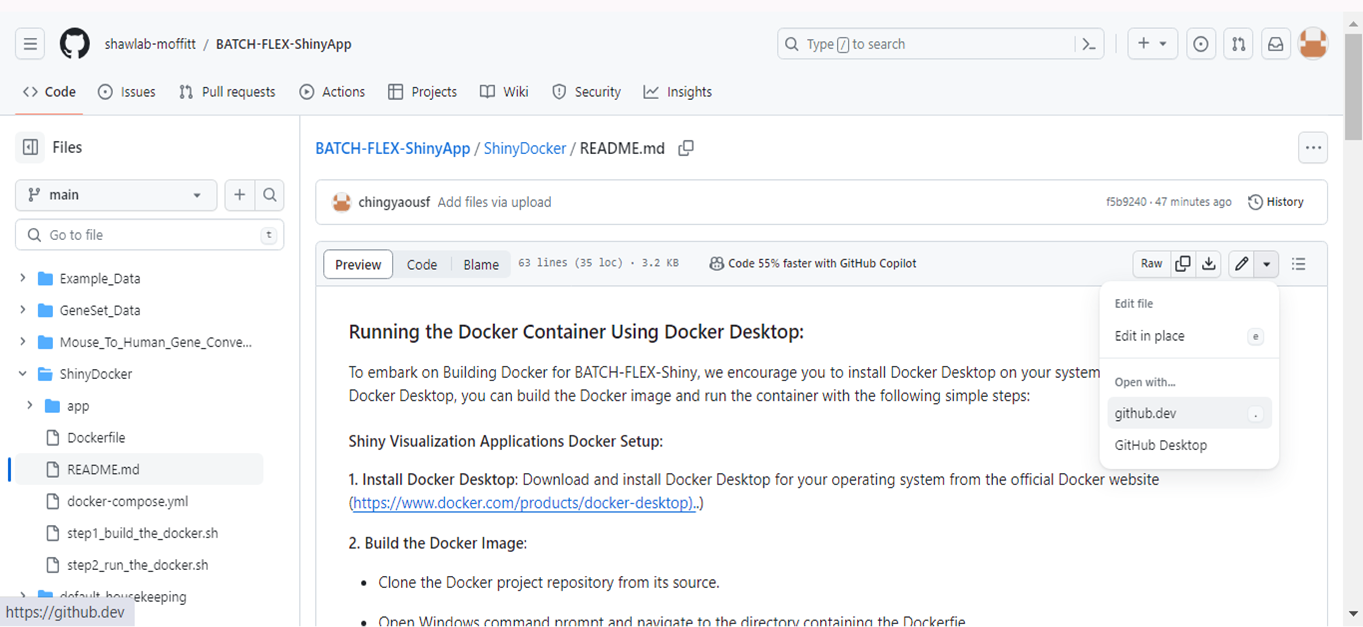 shawlab-moffitt / BATCH-FLEX-ShinyApp
Type / to search
Code Issues Pull requests Actions Projects Wiki Security Insights
Files
main
Go to file t
Example_Data
GeneSet_Data
Mouse_To_Human_Gene_Conve...
ShinyDocker
app
Dockerfile
README.md
docker-compose.yml
step1_build_the_docker.sh
step2_run_the_docker.sh
default_housekeeping
https://github.dev
BATCH-FLEX-ShinyApp / ShinyDocker / README.md
chingyaousf Add files via upload
f5b9240 · 47 minutes ago History
Preview Code Blame 63 lines (35 loc) · 3.2 KB Code 55% faster with GitHub Copilot Raw
Edit file
Edit in place e
Open with...
github.dev .
GitHub Desktop
Running the Docker Container Using Docker Desktop:
To embark on Building Docker for BATCH-FLEX-Shiny, we encourage you to install Docker Desktop on your system
Docker Desktop, you can build the Docker image and run the container with the following simple steps:
Shiny Visualization Applications Docker Setup:
1. Install Docker Desktop: Download and install Docker Desktop for your operating system from the official Docker website
(https://www.docker.com/products/docker-desktop)..)
2. Build the Docker Image:
• Clone the Docker project repository from its source.
• Open Windows command prompt and navigate to the directory containing the Dockerfie